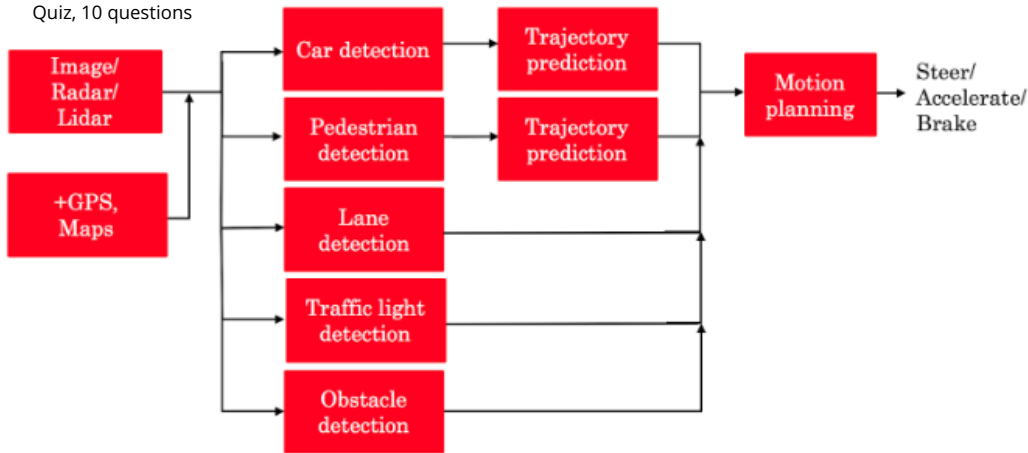 Quiz, 10 questions
Image/
Radar/
Lidar
+GPS,
Maps
Car detection
Pedestrian
detection
Lane
detection
Traffic light
detection
Obstacle
detection
Trajectory
prediction
Trajectory
prediction
Motion
planning
Steer/
Accelerate/
Brake